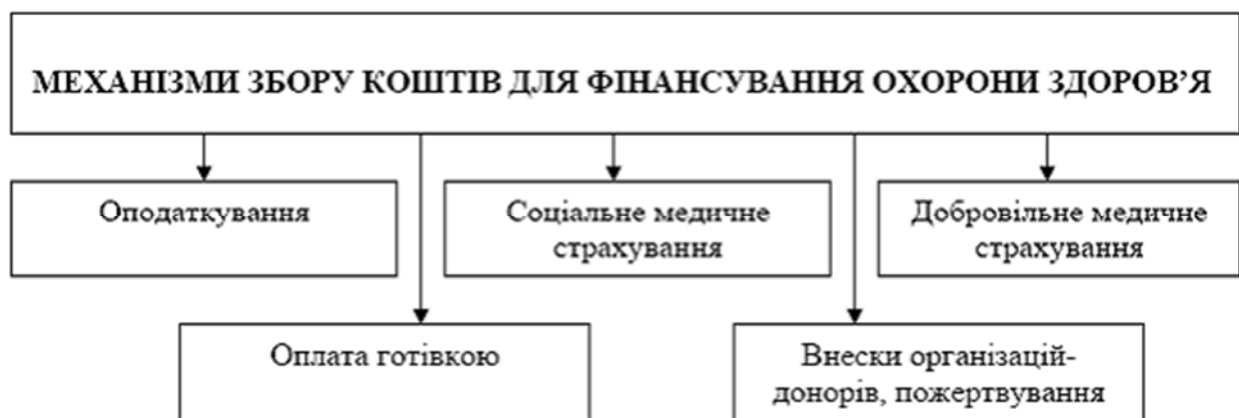 МЕХАНІЗМИ ЗБОРУ КОШТІВ ДЛЯ ФІНАНСУВАННЯ ОХОРОНИ ЗДОРОВ’Я
Оподаткування
Соціальне медичне
страхування
Добровільне медичне
страхування
Оплата готівкою
Внески організацій-
донорів, пожертвування